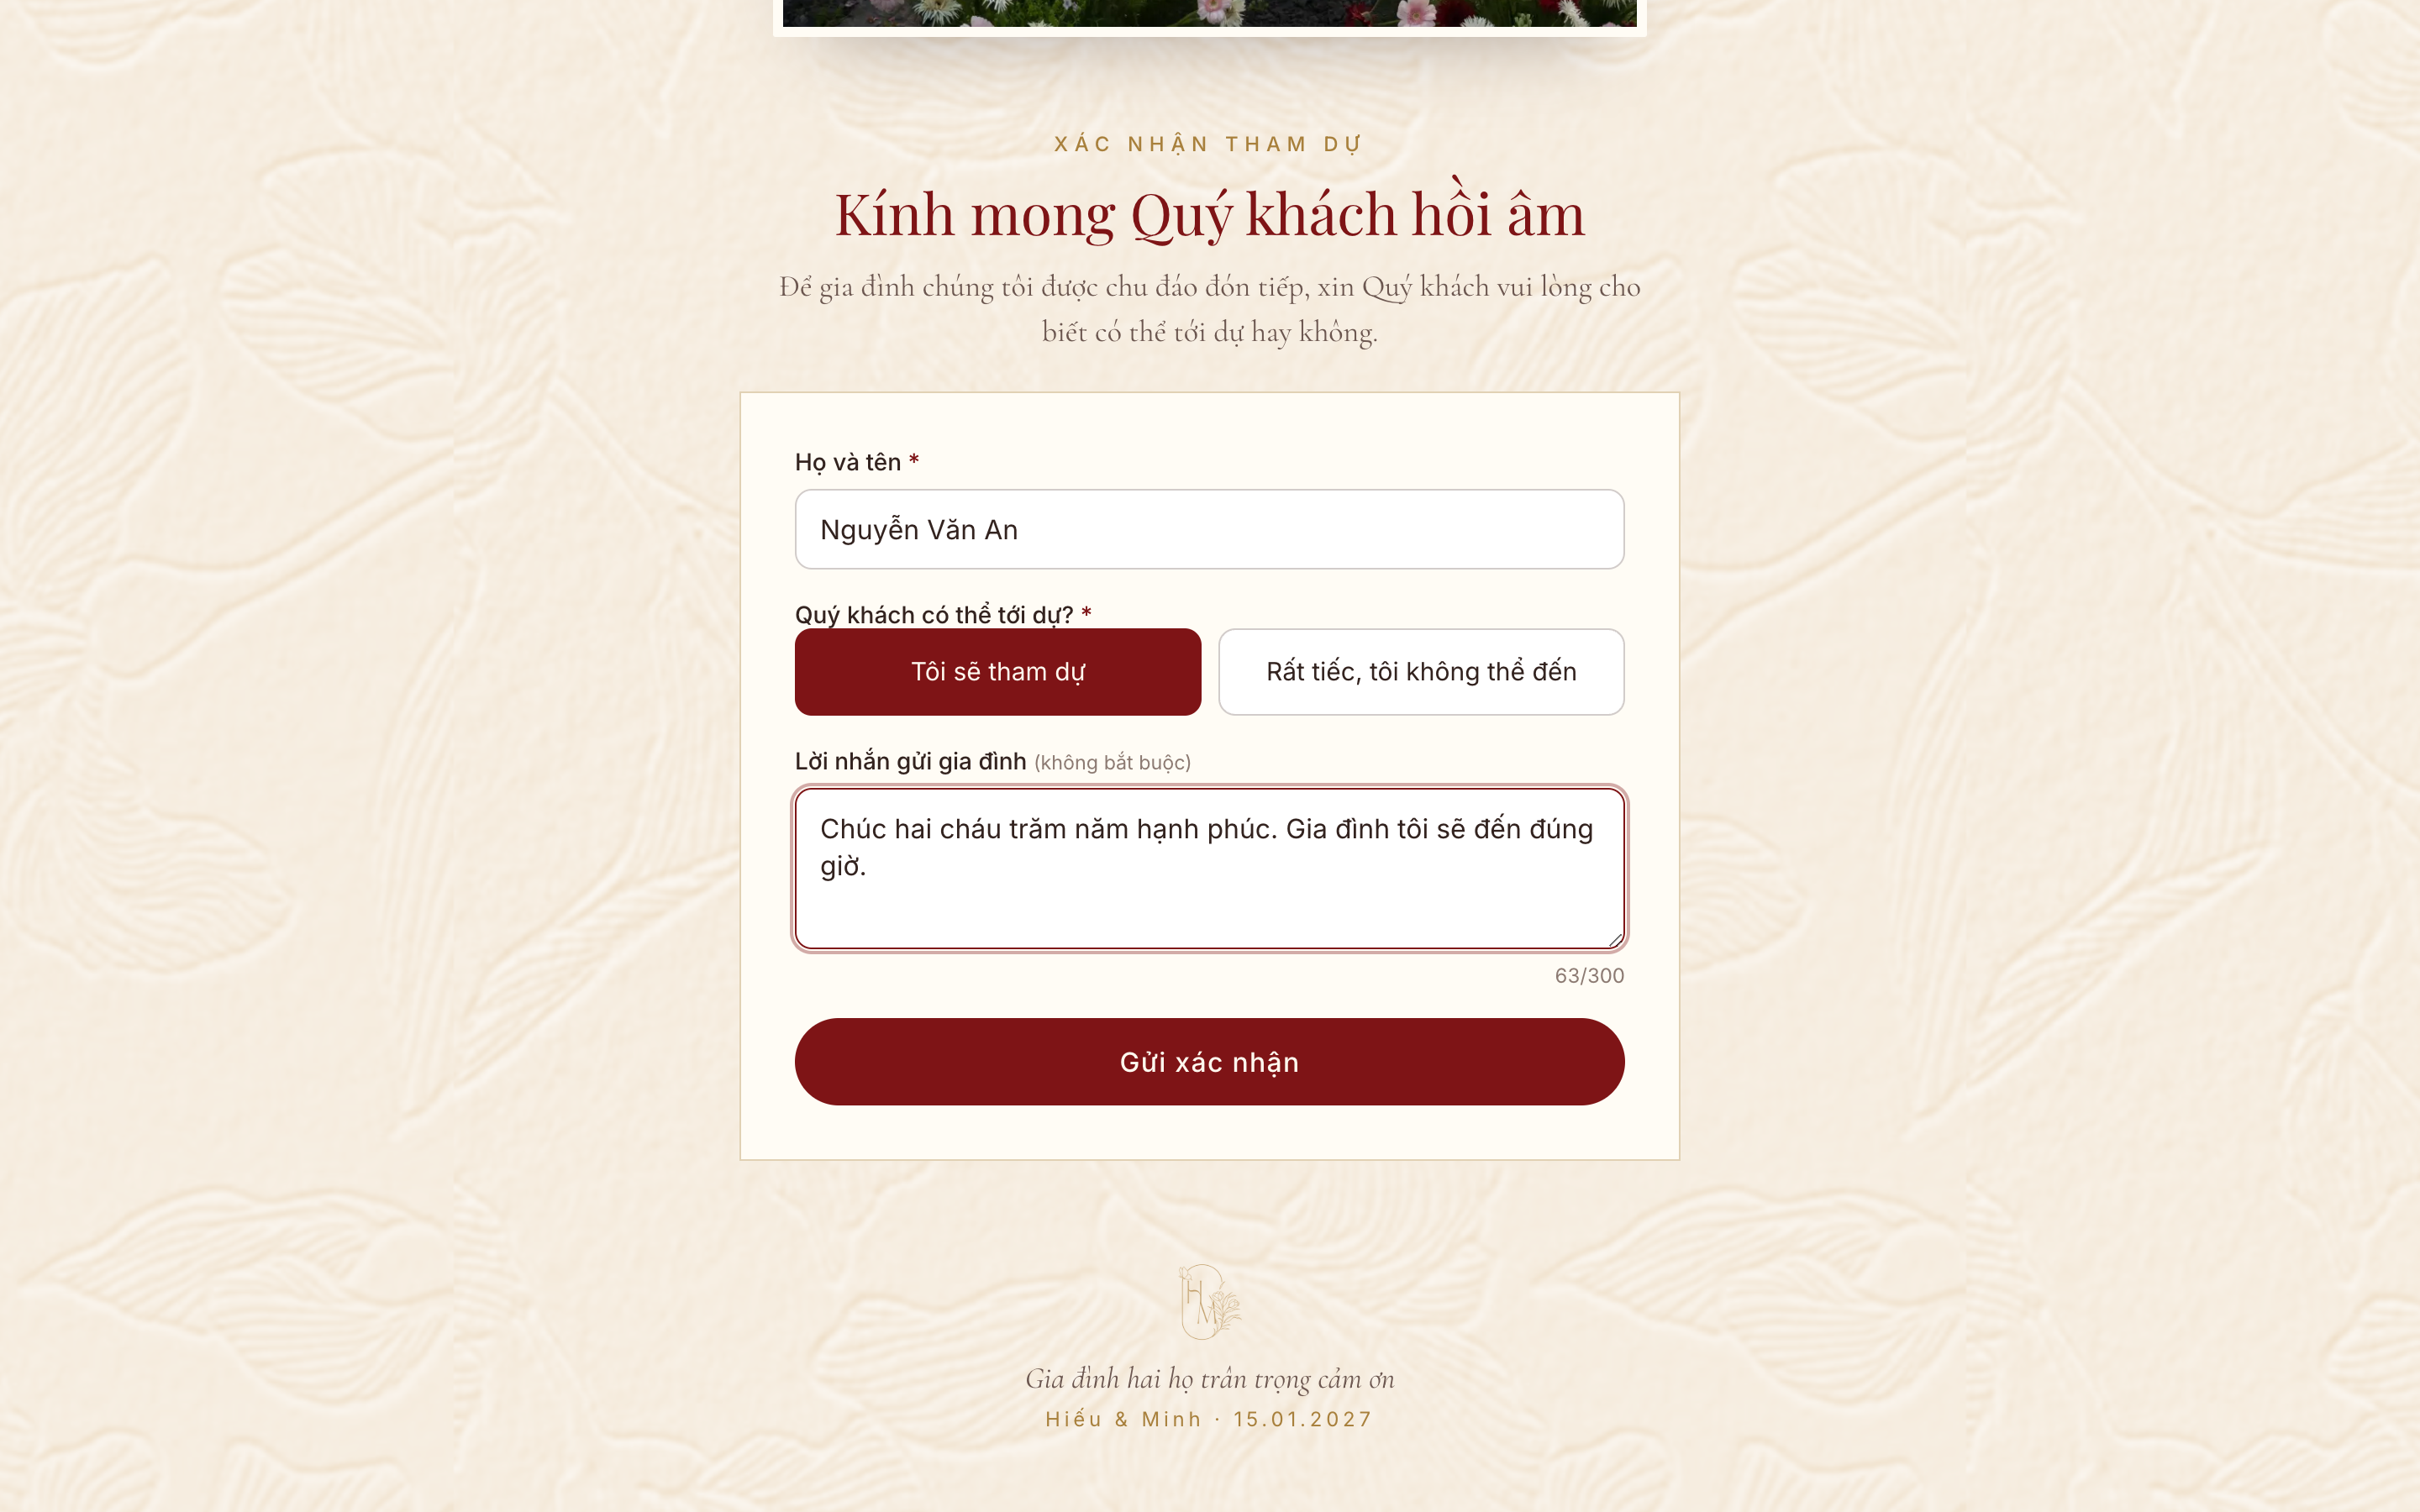 XÁC NHẬN THAM DỰ
Kính mong Quý khách hồi âm
Để gia đình chúng tôi được chu đáo đón tiếp, xin Quý khách vui lòng cho
biết có thể tới dự hay không.
Họ và tên *
Nguyễn Văn An
Quý khách có thể tới dự? *
Tôi sẽ tham dự
Rất tiếc, tôi không thể đến
Lời nhắn gửi gia đình (không bắt buộc)
Chúc hai cháu trăm năm hạnh phúc. Gia đình tôi sẽ đến đúng
giờ.
63/300
Gửi xác nhận
HM
Gia đình hai họ trân trọng cảm ơn
Hiếu & Minh · 15.01.2027